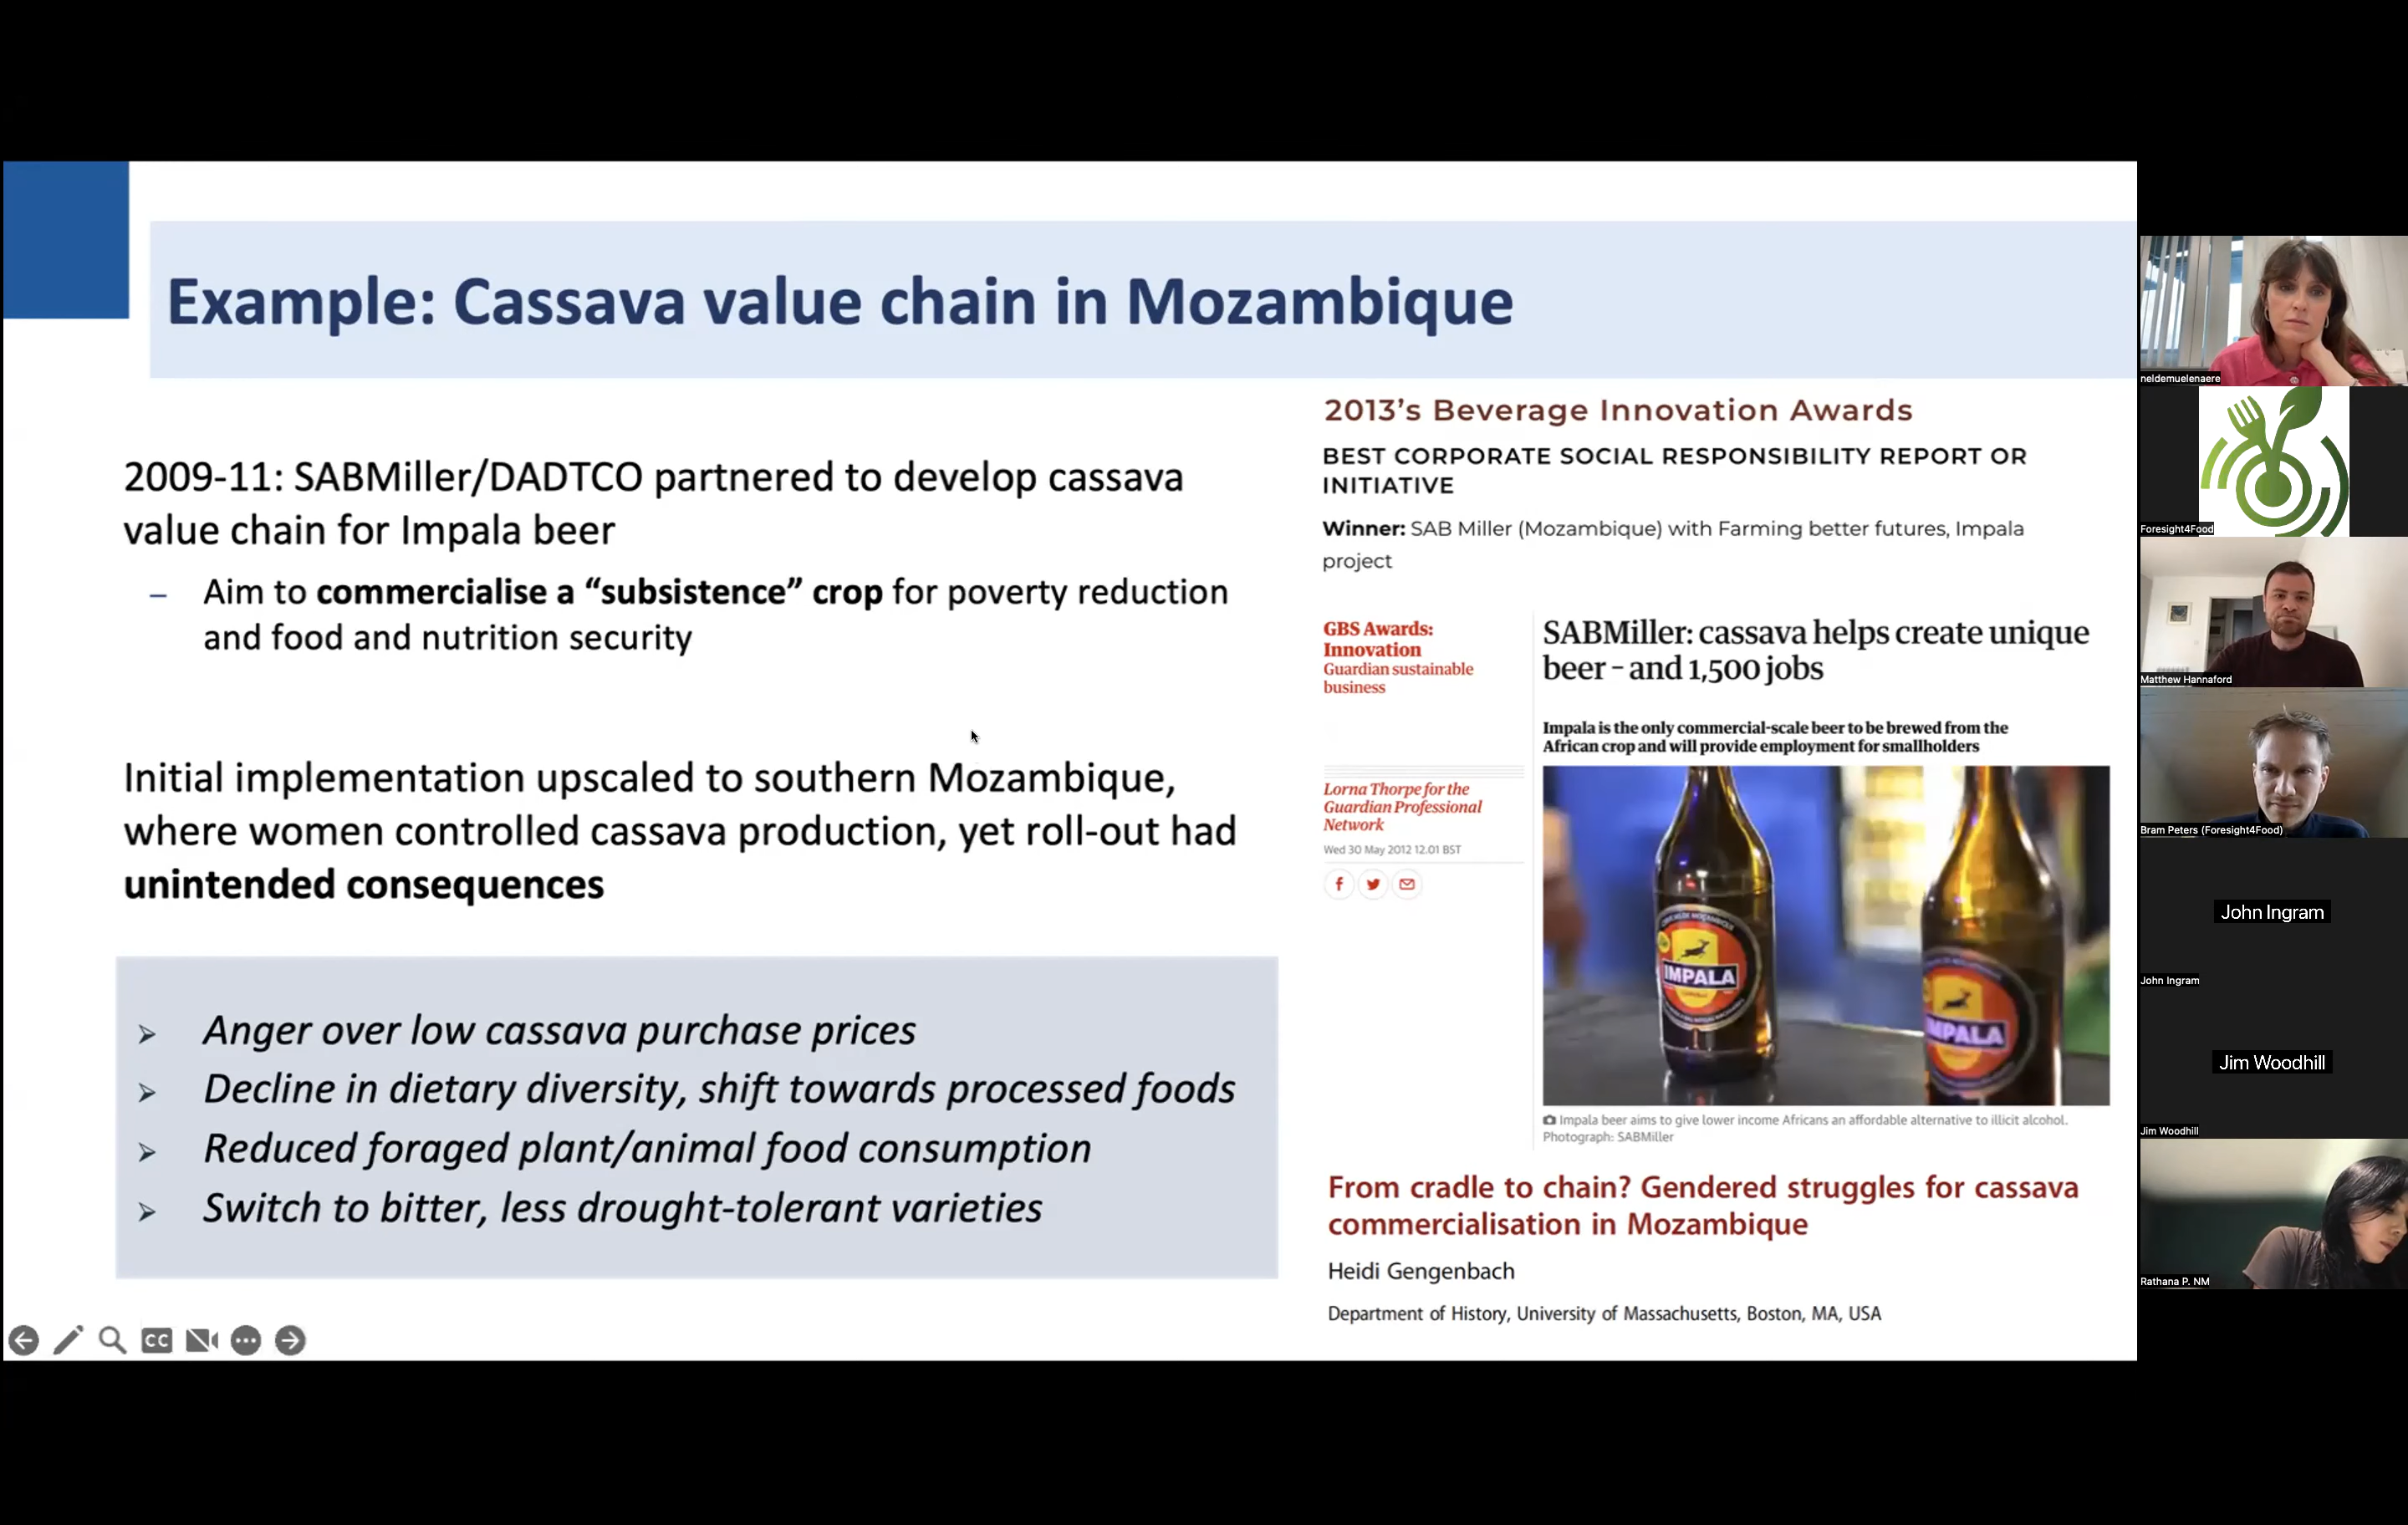 Example: Cassava value chain in Mozambique
2009-11: SABMiller/DADTCO partnered to develop cassava
value chain for Impala beer
– Aim to commercialise a “subsistence” crop for poverty reduction
and food and nutrition security
Initial implementation upscaled to southern Mozambique,
where women controlled cassava production, yet roll-out had
unintended consequences
➢ Anger over low cassava purchase prices
➢ Decline in dietary diversity, shift towards processed foods
➢ Reduced foraged plant/animal food consumption
➢ Switch to bitter, less drought-tolerant varieties
2013’s Beverage Innovation Awards
BEST CORPORATE SOCIAL RESPONSIBILITY REPORT OR
INITIATIVE
Winner: SAB Miller (Mozambique) with Farming better futures, Impala
project
GBS Awards:
Innovation
Guardian sustainable
business
SABMiller: cassava helps create unique
beer – and 1,500 jobs
Impala is the only commercial-scale beer to be brewed from the
African crop and will provide employment for smallholders
Lorna Thorpe for the
Guardian Professional
Network
Wed 30 May 2012 12.01 BST
IMPALA
IMPALA
Impala beer aims to give lower income Africans an affordable alternative to illicit alcohol.
Photograph: SABMiller
From cradle to chain? Gendered struggles for cassava
commercialisation in Mozambique
Heidi Gengenbach
Department of History, University of Massachusetts, Boston, MA, USA
CC
neldemuelenaere
Foresight4Food
Matthew Hannaford
Bram Peters (Foresight4Food)
John Ingram
John Ingram
Jim Woodhill
Jim Woodhill
Rathana P. NM